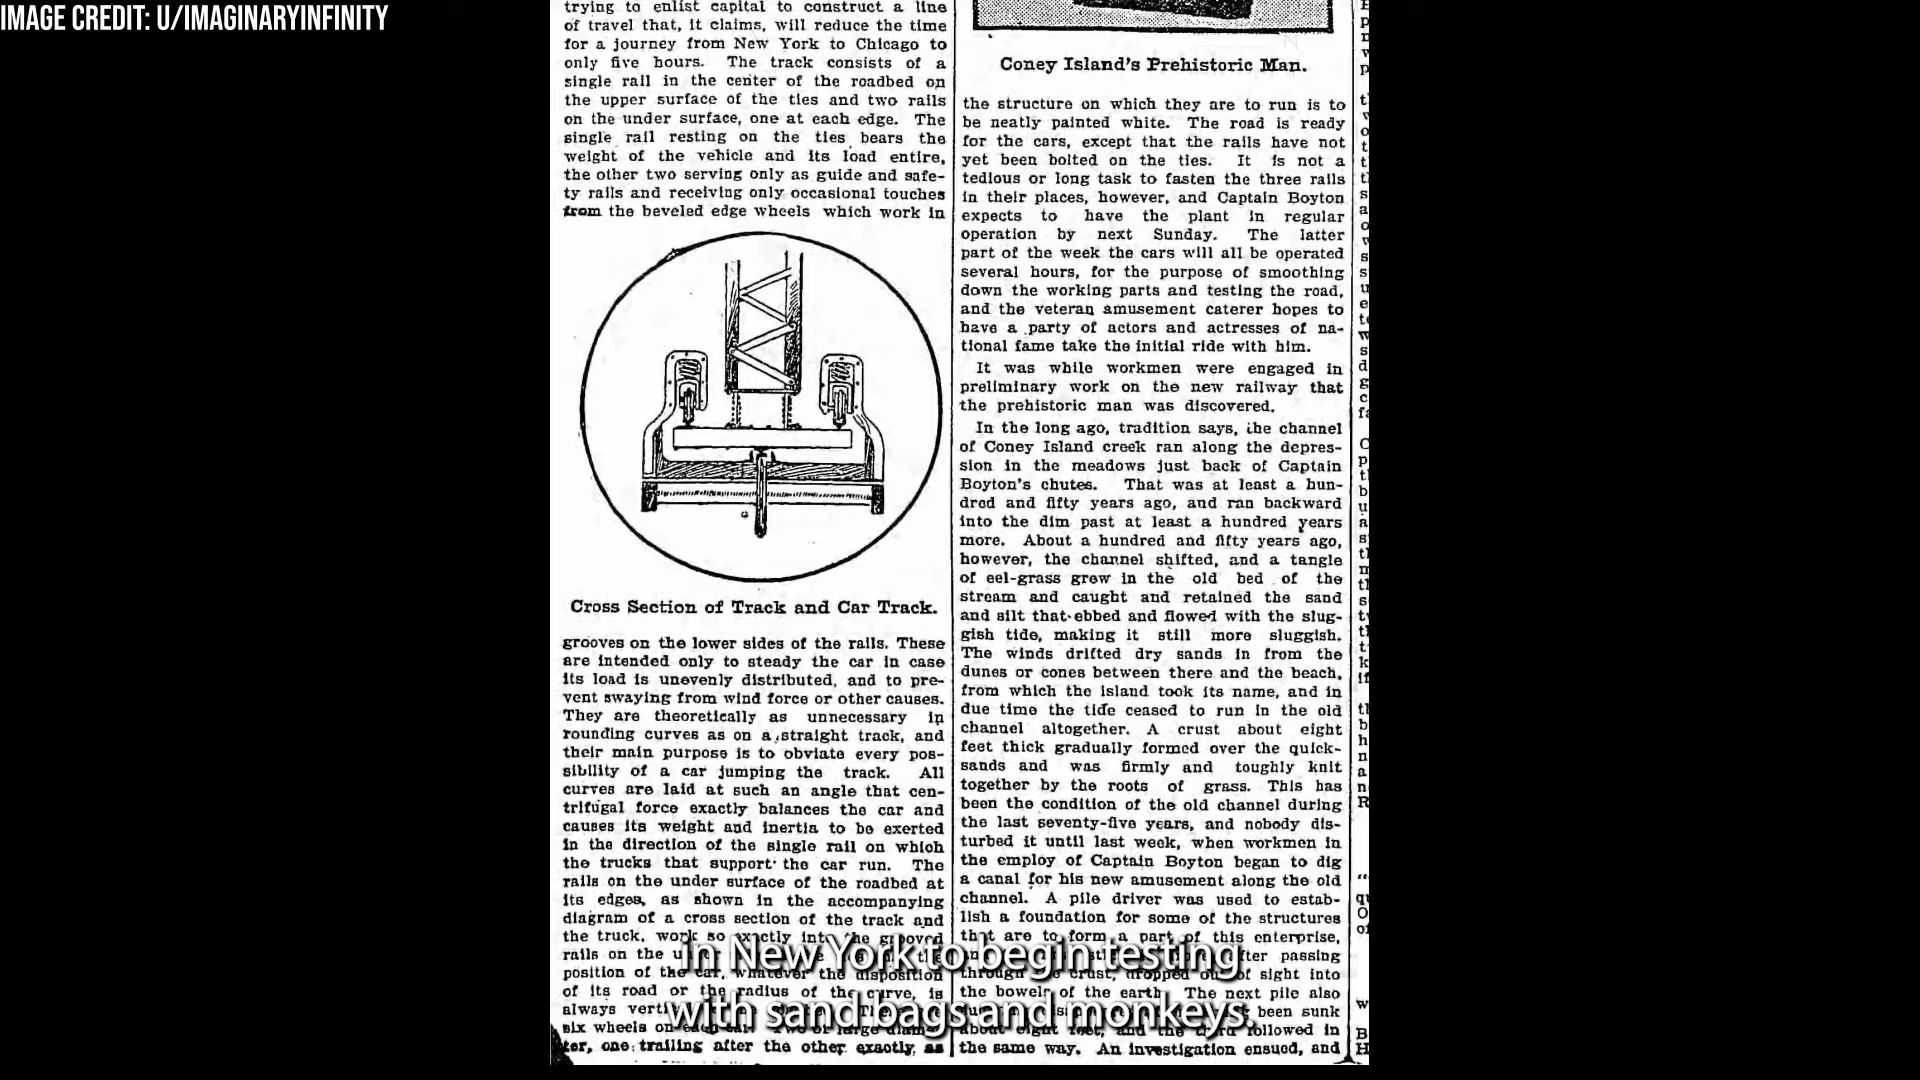 IMAGE CREDIT: U/IMAGINARYINFINITY
trying to enlist capital to construct a line
of travel that, it claims, will reduce the time
for a journey from New York to Chicago to
only five hours. The track consists of a
single rail in the center of the roadbed on
the upper surface of the ties and two rails
on the under surface, one at each edge. The
single rail resting on the ties bears the
weight of the vehicle and its load entire,
the other two serving only as guide and safe-
ty rails and receiving only occasional touches
from the beveled edge wheels which work in
Cross Section of Track and Car Track.
grooves on the lower sides of the rails. These
are intended only to steady the car in case
its load is unevenly distributed, and to pre-
vent swaying from wind force or other causes.
They are theoretically as unnecessary in
rounding curves as on a straight track, and
their main purpose is to obviate every pos-
sibility of a car jumping the track. All
curves are laid at such an angle that cen-
trifugal force exactly balances the car and
causes its weight and inertia to be exerted
in the direction of the single rail on which
the trucks that support the car run. The
rails on the under surface of the roadbed at
its edges, as shown in the accompanying
diagram of a cross section of the track and
the truck, work so exactly into the grooved
rails on the
position of the car, whatever the disposition
of its road or the radius of the curve, is
always
six wheels on
ter, one trailing after the other exactly, as
Coney Island's Prehistoric Man.
the structure on which they are to run is to
be neatly painted white. The road is ready
for the cars, except that the rails have not
yet been bolted on the ties. It is not a
tedious or long task to fasten the three rails
in their places, however, and Captain Boyton
expects to have the plant in regular
operation by next Sunday. The latter
part of the week the cars will all be operated
several hours, for the purpose of smoothing
down the working parts and testing the road,
and the veteran amusement caterer hopes to
have a party of actors and actresses of na-
tional fame take the initial ride with him.
It was while workmen were engaged in
preliminary work on the new railway that
the prehistoric man was discovered.
In the long ago, tradition says, the channel
of Coney Island creek ran along the depres-
sion in the meadows just back of Captain
Boyton's chutes. That was at least a hun-
dred and fifty years ago, and ran backward
into the dim past at least a hundred years
more. About a hundred and fifty years ago,
however, the channel shifted, and a tangle
of eel-grass grew in the old bed of the
stream and caught and retained the sand
and silt that ebbed and flowed with the slug-
gish tide, making it still more sluggish.
The winds drifted dry sands in from the
dunes or cones between there and the beach,
from which the island took its name, and in
due time the tide ceased to run in the old
channel altogether. A crust about eight
feet thick gradually formed over the quick-
sands and was firmly and toughly knit
together by the roots of grass. This has
been the condition of the old channel during
the last seventy-five years, and nobody dis-
turbed it until last week, when workmen in
the employ of Captain Boyton began to dig
a canal for his new amusement along the old
channel. A pile driver was used to estab-
lish a foundation for some of the structures
that are to form a part of this enterprise,
after passing
through the crust, dropped out of sight into
the bowels of the earth. The next pile also
been sunk
about eight feet, and the third followed in
the same way. An investigation ensued, and
in New York to begin testing
with sand bags and monkeys.